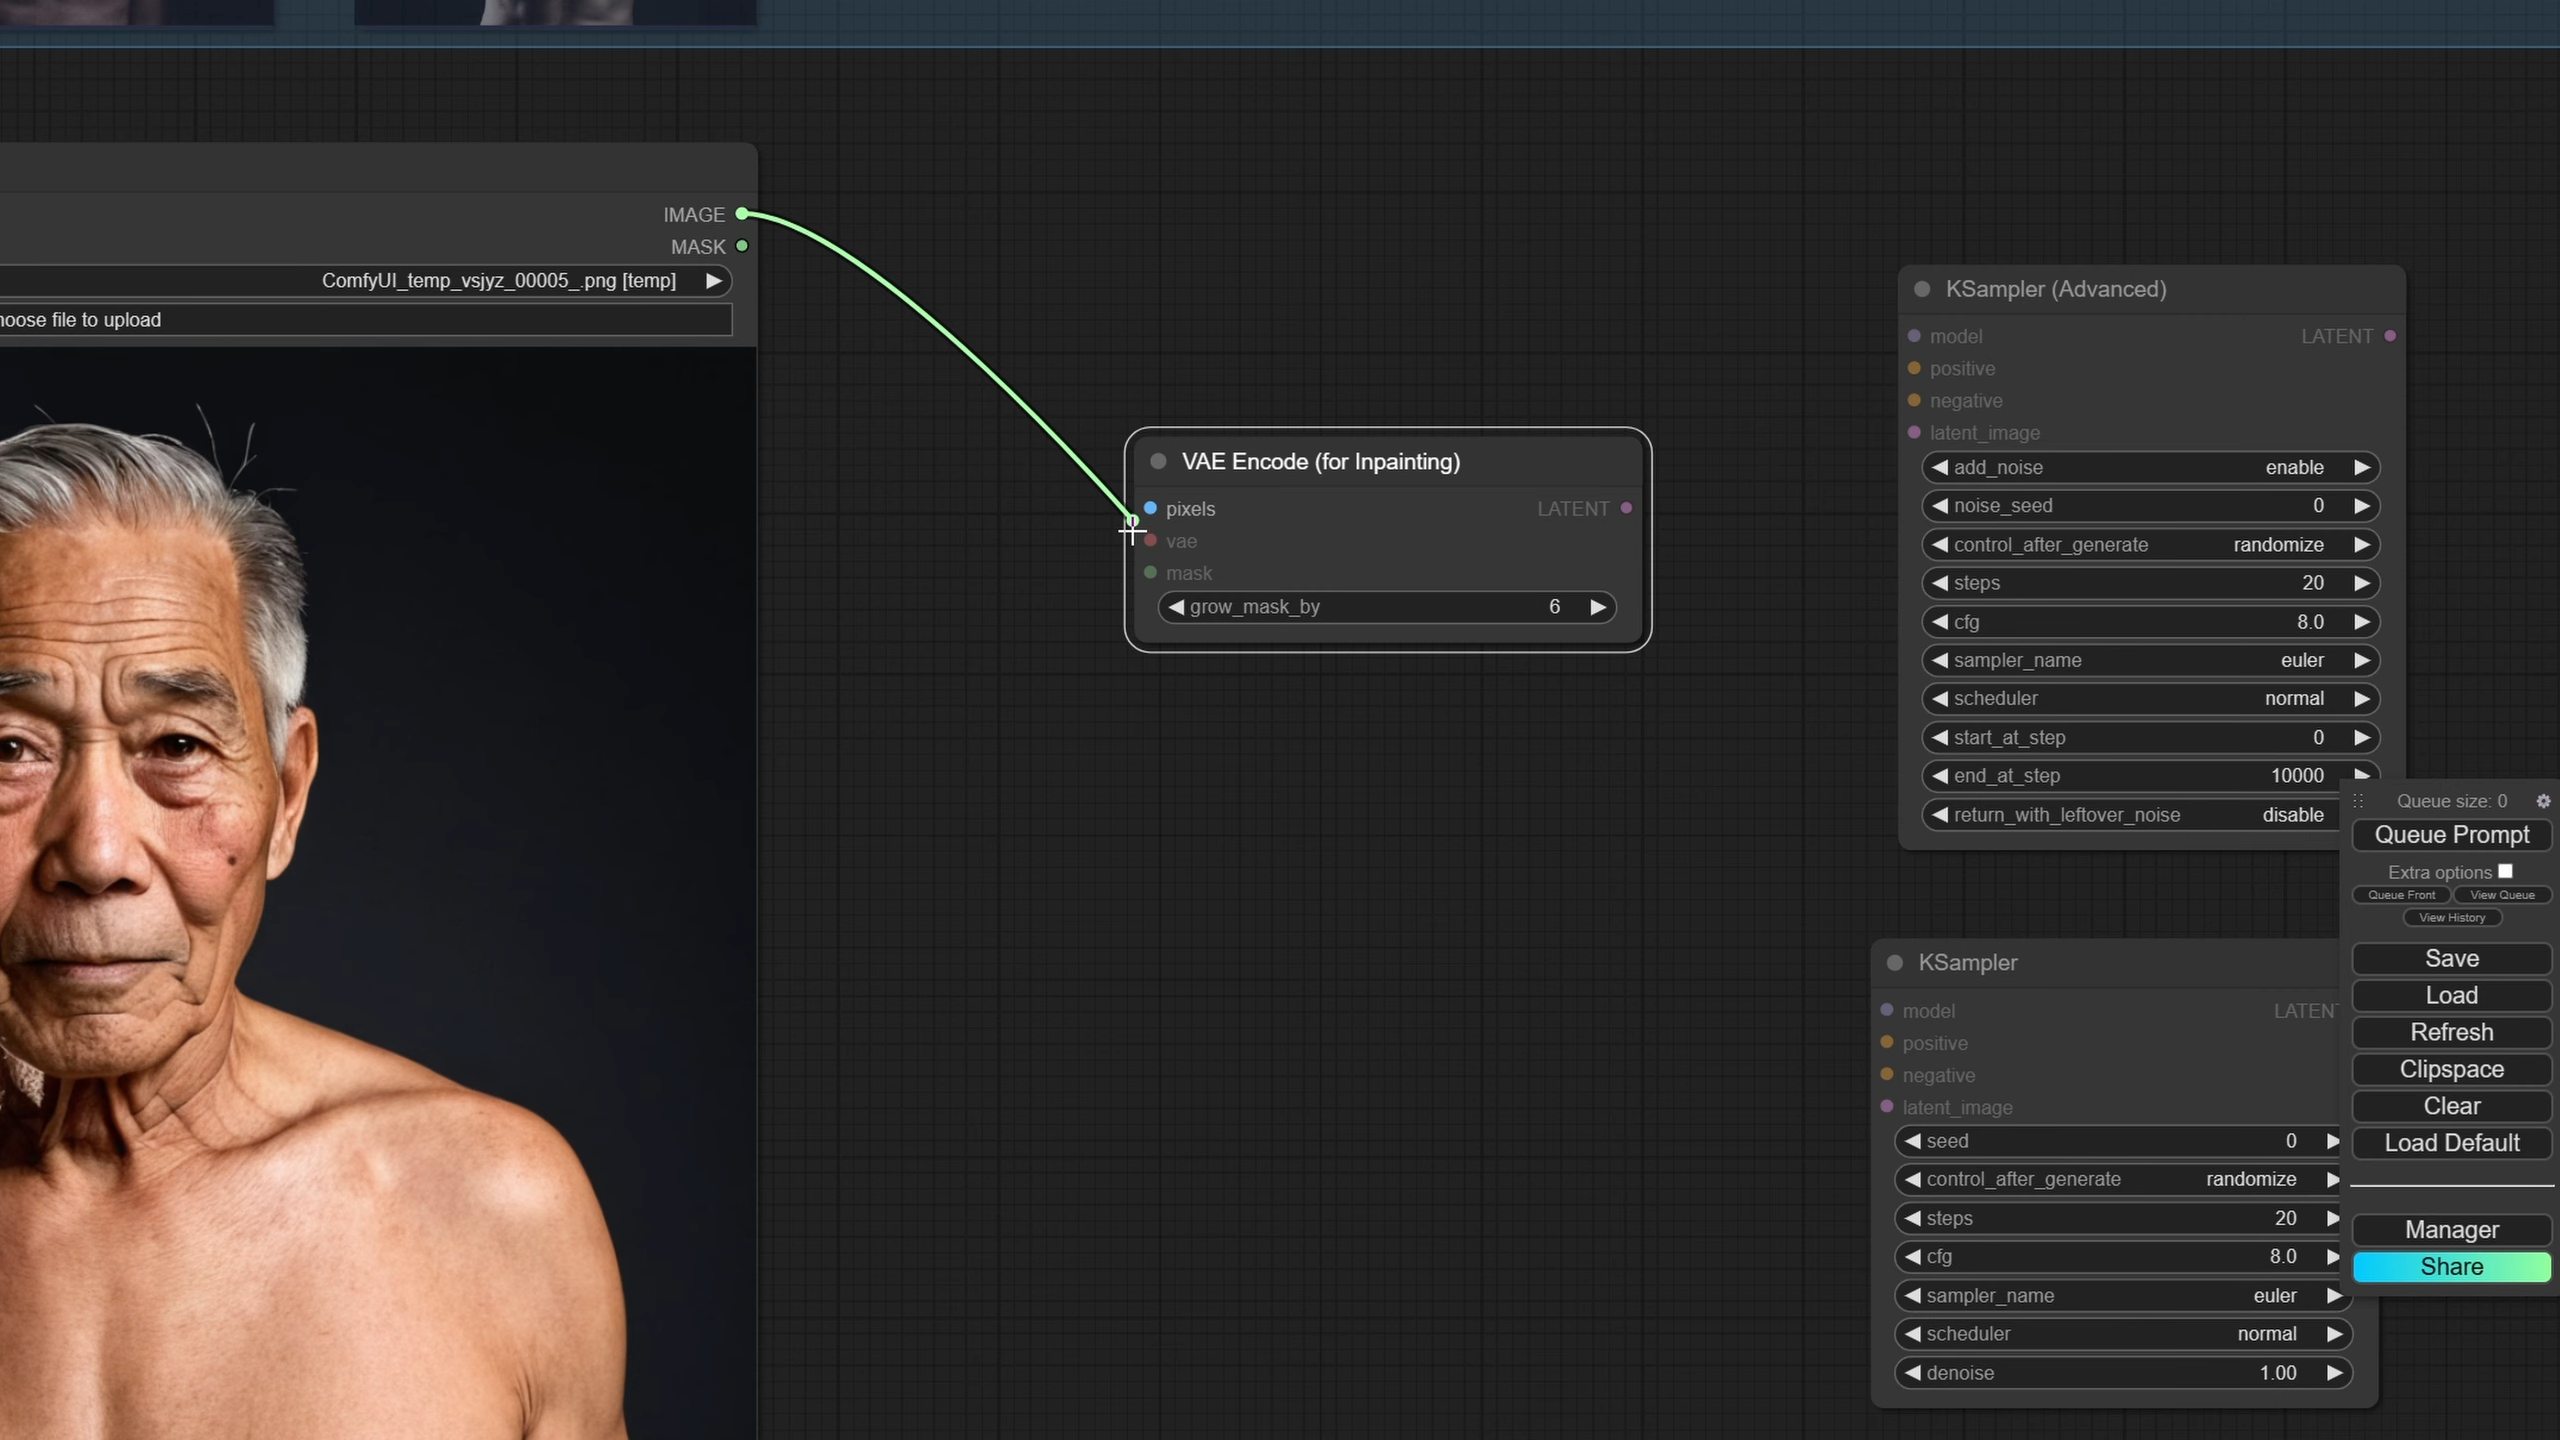 IMAGE
MASK
ComfyUI_temp_vsjyz_00005_.png [temp]
file to upload
VAE Encode (for Inpainting)
pixels LATENT
vae
mask
grow_mask_by 6
KSampler (Advanced)
model LATENT
positive
negative
latent_image
add_noise enable
noise_seed 0
control_after_generate randomize
steps 20
cfg 8.0
sampler_name euler
scheduler normal
start_at_step 0
end_at_step 10000
return_with_leftover_noise disable
Queue size: 0
Queue Prompt
Extra options
Queue Front View Queue
View History
Save
Load
Refresh
Clipspace
Clear
Load Default
Manager
Share
KSampler
model
positive
negative
latent_image
seed 0
control_after_generate randomize
steps 20
cfg 8.0
sampler_name euler
scheduler normal
denoise 1.00